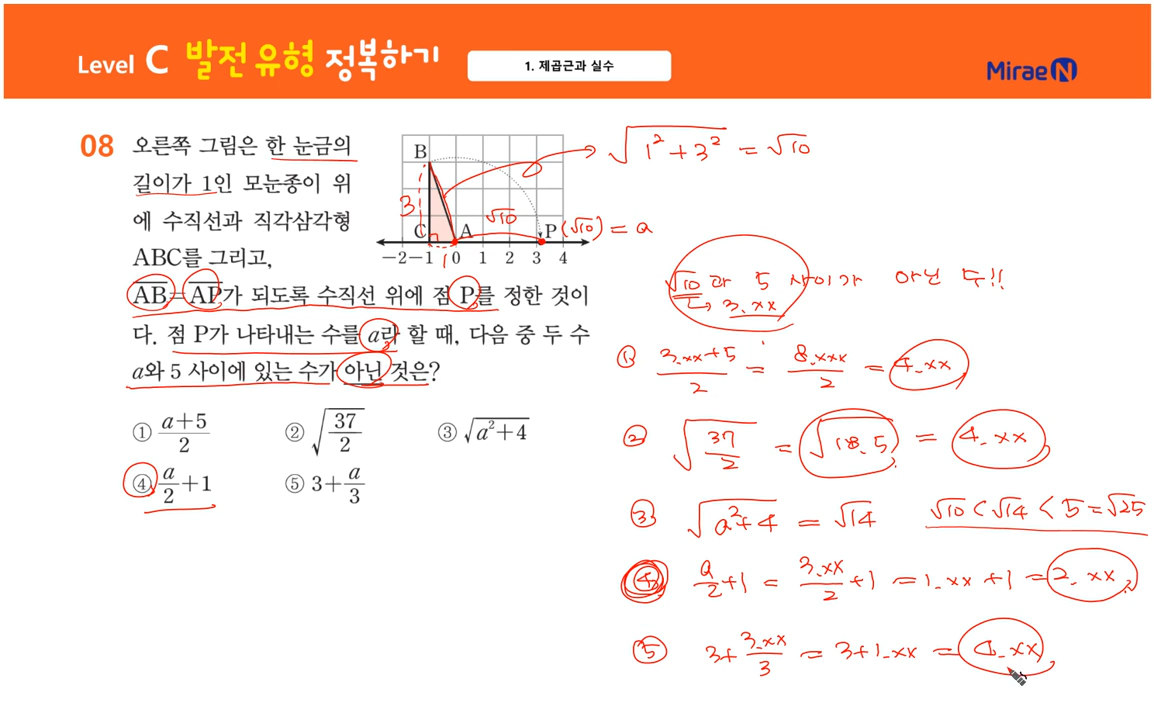 Level C 발전 유형 정복하기
1. 제곱근과 실수
Mirae N
08 오른쪽 그림은 한 눈금의
길이가 1인 모눈종이 위
에 수직선과 직각삼각형
ABC를 그리고,
AB=AP가 되도록 수직선 위에 점 P를 정한 것이
다. 점 P가 나타내는 수를 a라 할 때, 다음 중 두 수
a와 5 사이에 있는 수가 아닌 것은?
B
3
C A √10 P (√10) = a
1
−2 −1 0 1 2 3 4
① (a+5)/2 ② √(37/2) ③ √(a²+4)
④ a/2+1 ⑤ 3+a/3
√(1²+3²) = √10
√10 과 5 사이가 아닌 수!!
→ 3.xx
① (3.xx+5)/2 = 8.xxx/2 = 4.xx
② √(37/2) = √18.5 = 4.xx
③ √(a²+4) = √14 √10 < √14 < 5 = √25
④ a/2+1 = 3.xx/2+1 = 1.xx+1 = 2.xx
⑤ 3+3.xx/3 = 3+1.xx = 4.xx